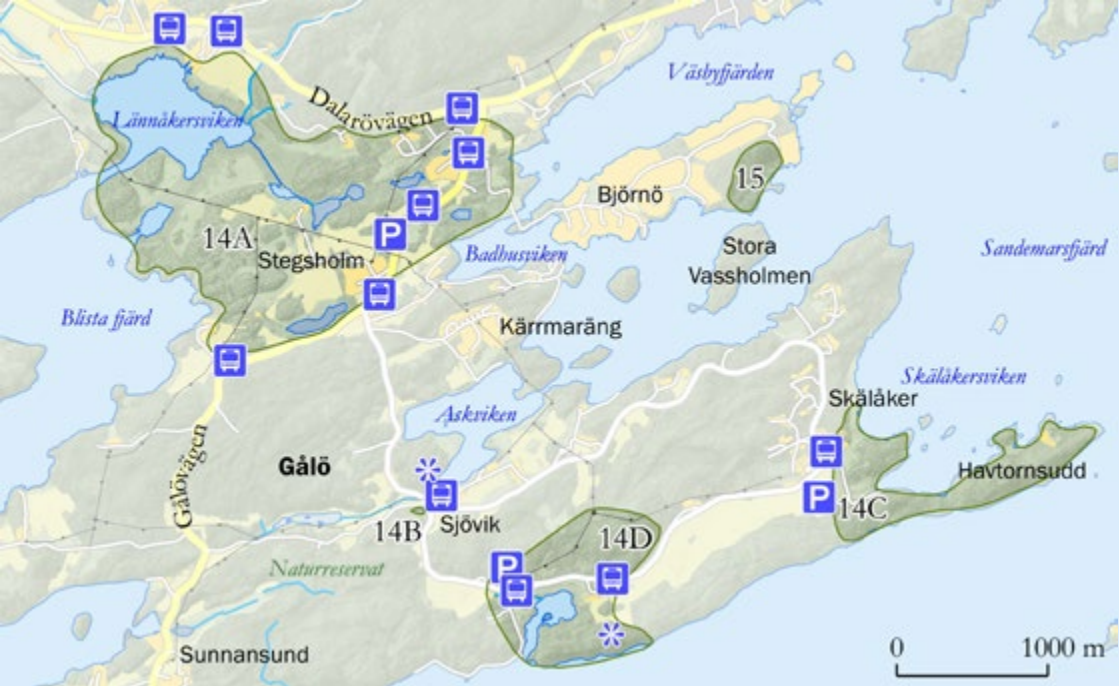 Väsbyfjärden
Dalarövägen
Lännåkersviken
15
Björnö
14A
Stegsholm
Badhusviken
Stora
Vassholmen
Sandemarsfjärd
Blista fjärd
Kärrmaräng
Skälåkersviken
Skälåker
Askviken
Gålövägen
Gålö
Havtornsudd
P
P
14C
14B
Sjövik
14D
P
Naturreservat
Sunnansund
0 1000 m